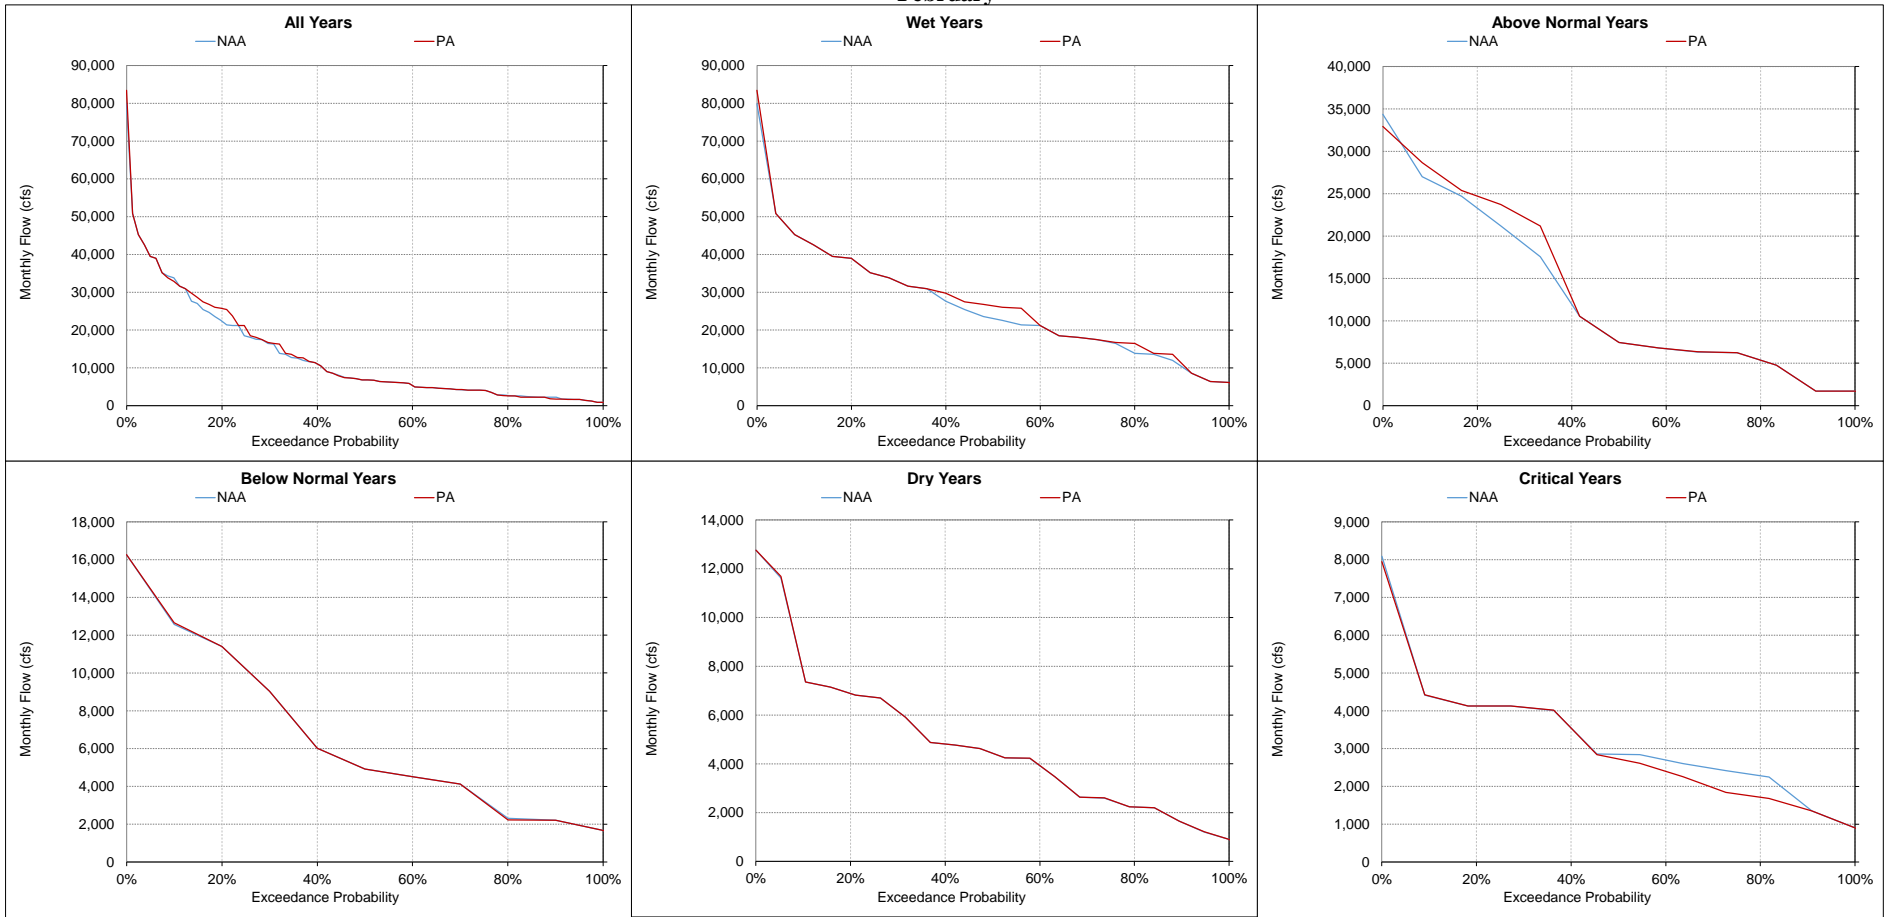 February
All Years
NAA
PA
90,000
80,000
70,000
60,000
50,000
40,000
30,000
20,000
10,000
0
Monthly Flow (cfs)
0% 20% 40% 60% 80% 100%
Exceedance Probability
Wet Years
NAA
PA
90,000
80,000
70,000
60,000
50,000
40,000
30,000
20,000
10,000
0
Monthly Flow (cfs)
0% 20% 40% 60% 80% 100%
Exceedance Probability
Above Normal Years
NAA
PA
40,000
35,000
30,000
25,000
20,000
15,000
10,000
5,000
0
Monthly Flow (cfs)
0% 20% 40% 60% 80% 100%
Exceedance Probability
Below Normal Years
NAA
PA
18,000
16,000
14,000
12,000
10,000
8,000
6,000
4,000
2,000
0
Monthly Flow (cfs)
0% 20% 40% 60% 80% 100%
Exceedance Probability
Dry Years
NAA
PA
14,000
12,000
10,000
8,000
6,000
4,000
2,000
0
Monthly Flow (cfs)
0% 20% 40% 60% 80% 100%
Exceedance Probability
Critical Years
NAA
PA
9,000
8,000
7,000
6,000
5,000
4,000
3,000
2,000
1,000
0
Monthly Flow (cfs)
0% 20% 40% 60% 80% 100%
Exceedance Probability